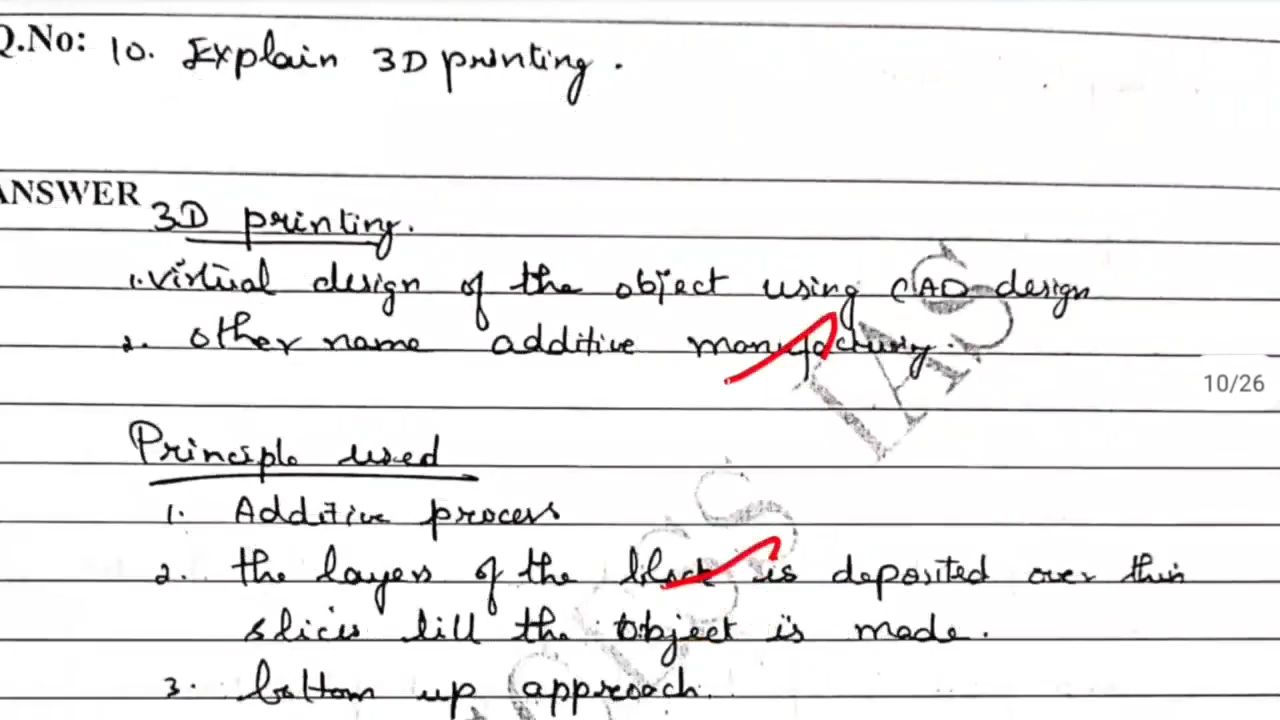 Q.No: 10. Explain 3D printing.
ANSWER
3D printing.
1. Virtual design of the object using CAD design
2. other name additive manufacturing.
10/26
Principle used
1. Additive process
2. the layers of the block is deposited over thin
slices till the object is made.
3. bottom up approach.
IAS